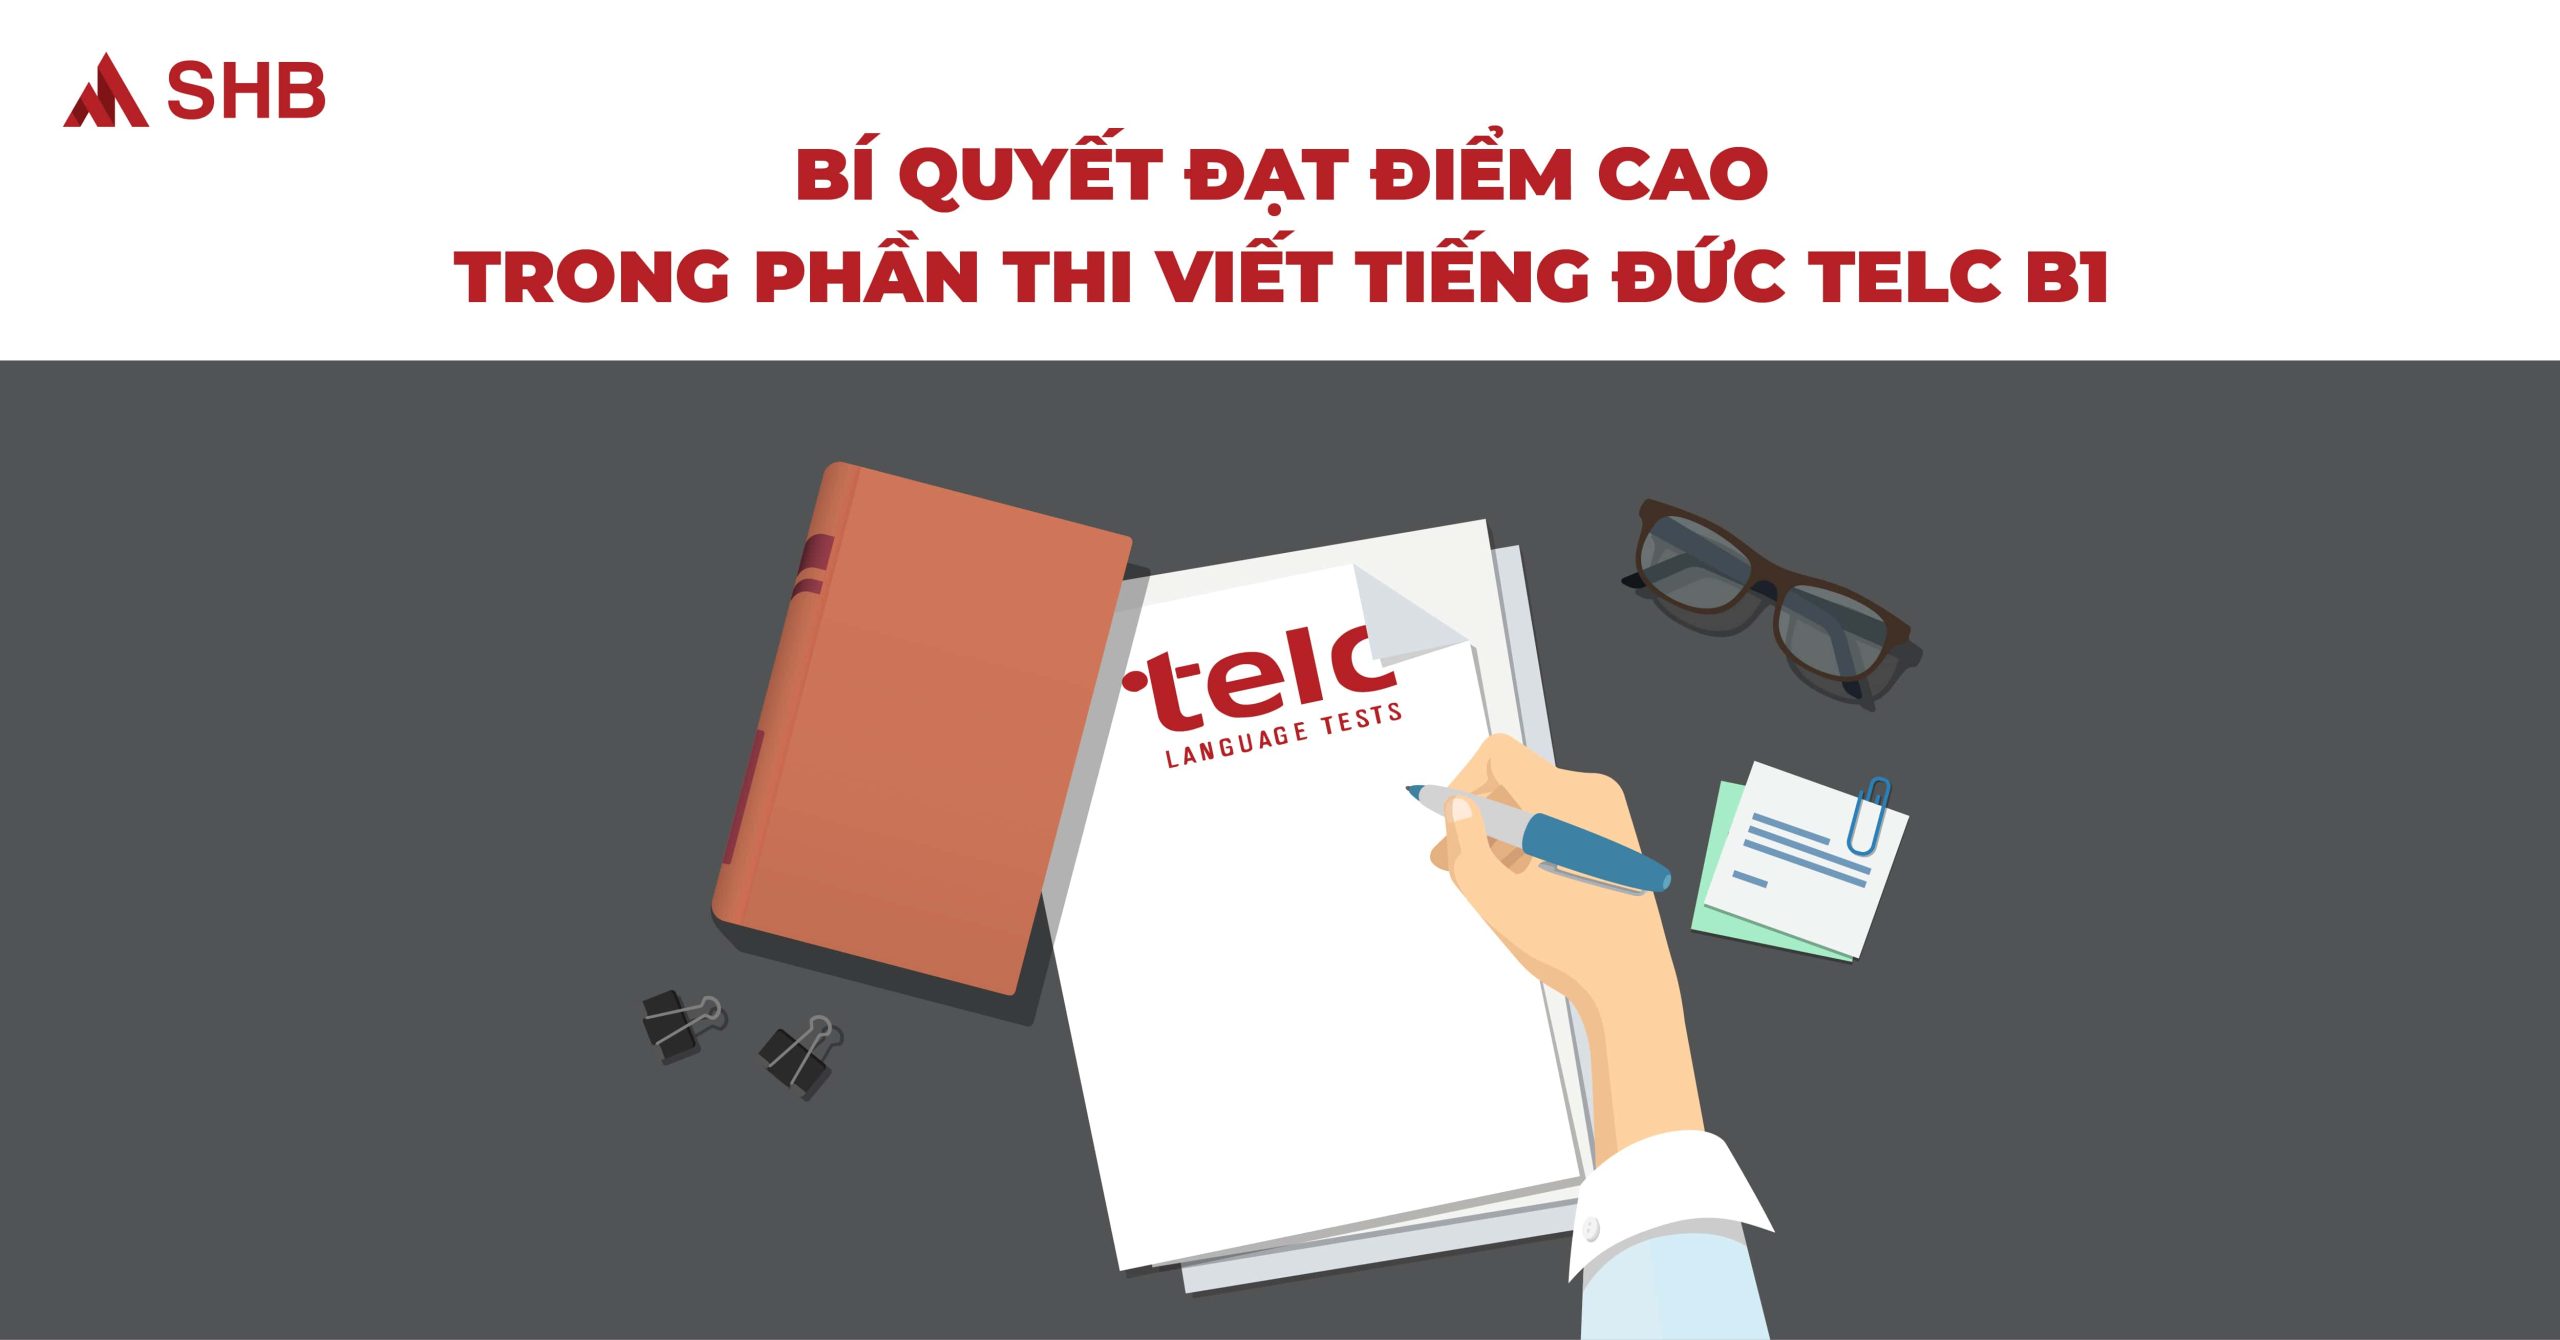 SHB
BÍ QUYẾT ĐẠT ĐIỂM CAO
TRONG PHẦN THI VIẾT TIẾNG ĐỨC TELC B1
telc
LANGUAGE TESTS